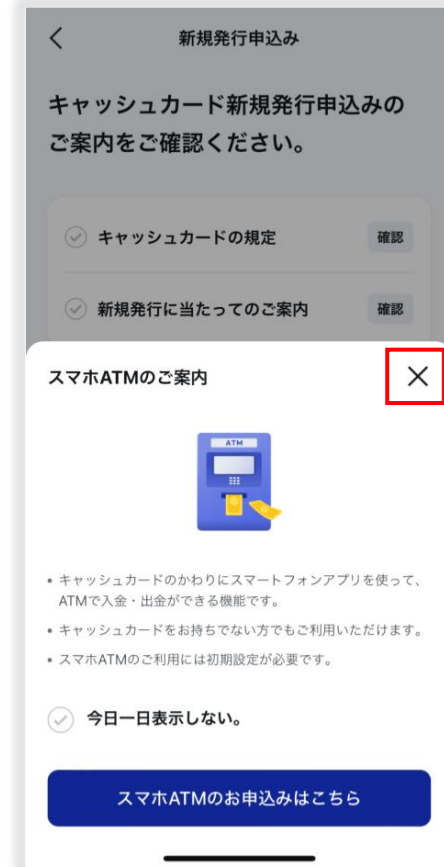 新規発行申込み
キャッシュカード新規発行申込みの
ご案内をご確認ください。
キャッシュカードの規定 確認
新規発行に当たってのご案内 確認
スマホATMのご案内
ATM
• キャッシュカードのかわりにスマートフォンアプリを使って、
ATMで入金・出金ができる機能です。
• キャッシュカードをお持ちでない方でもご利用いただけます。
• スマホATMのご利用には初期設定が必要です。
今日一日表示しない。
スマホATMのお申込みはこちら